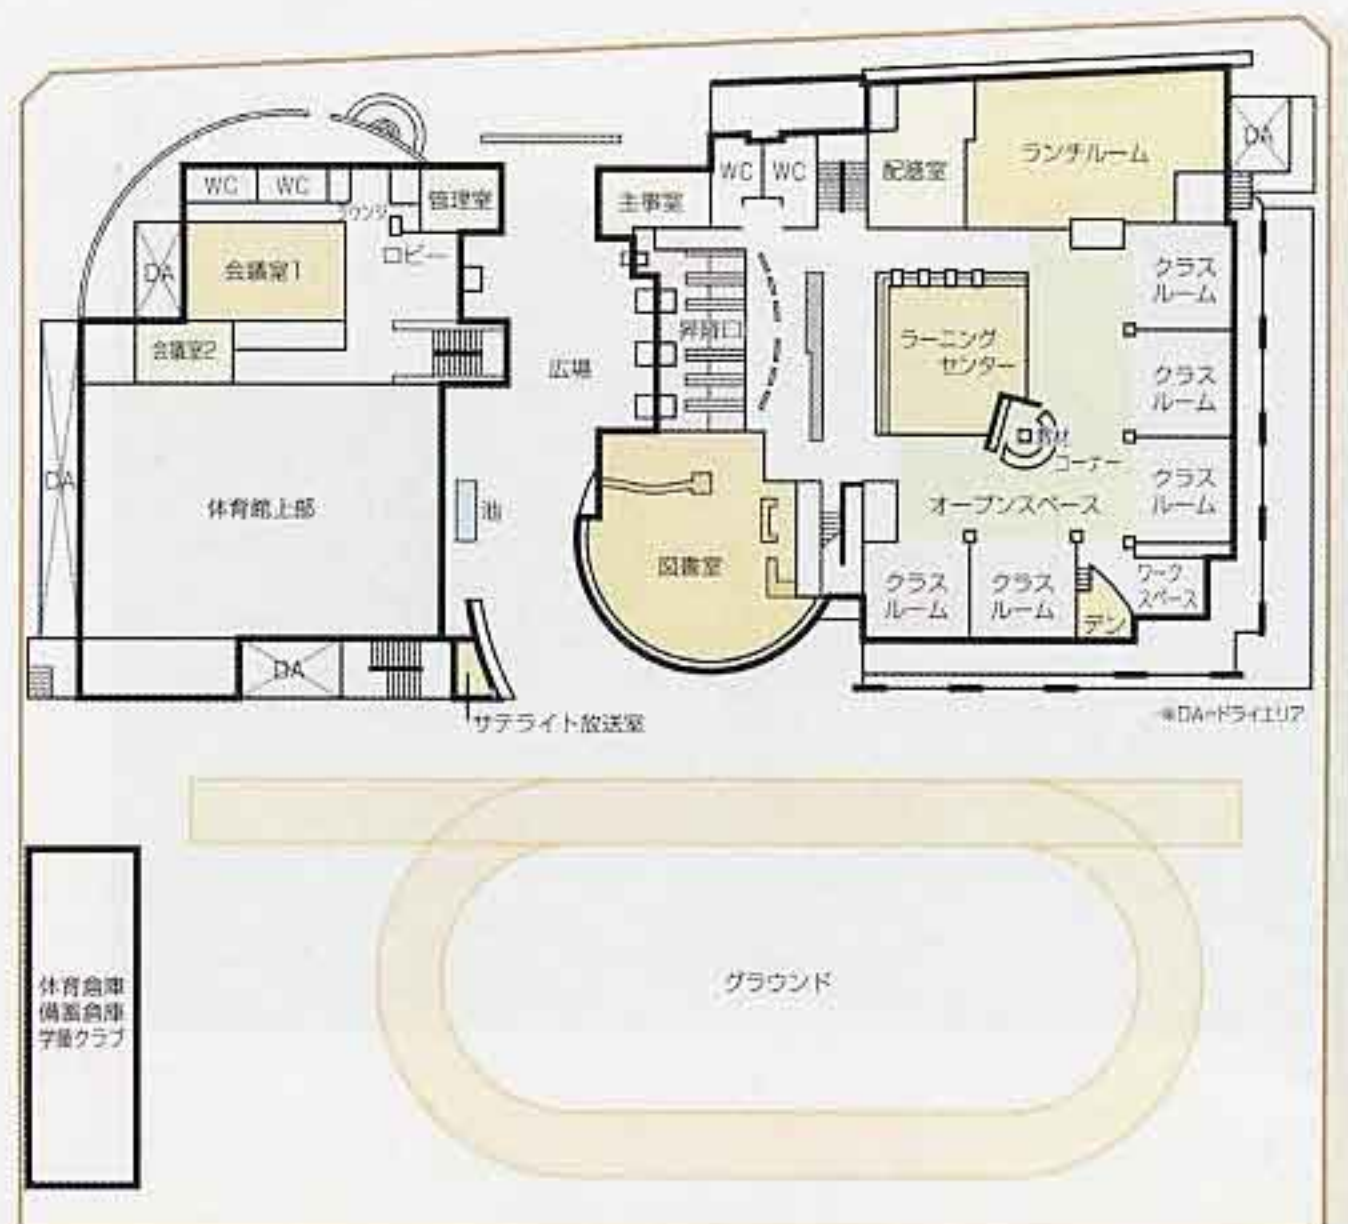 ランチルーム
DA
配膳室
WC
WC
主事室
WC
WC
ラウンジ
管理室
ロビー
会議室1
DA
会議室2
昇降口
広場
クラス
ルーム
ラーニング
センター
クラス
ルーム
教材
コーナー
クラス
ルーム
オープンスペース
DA
体育館上部
池
図書室
クラス
ルーム
クラス
ルーム
デン
ワーク
スペース
DA
サテライト放送室
※DA=ドライエリア
グラウンド
体育倉庫
備蓄倉庫
学童クラブ